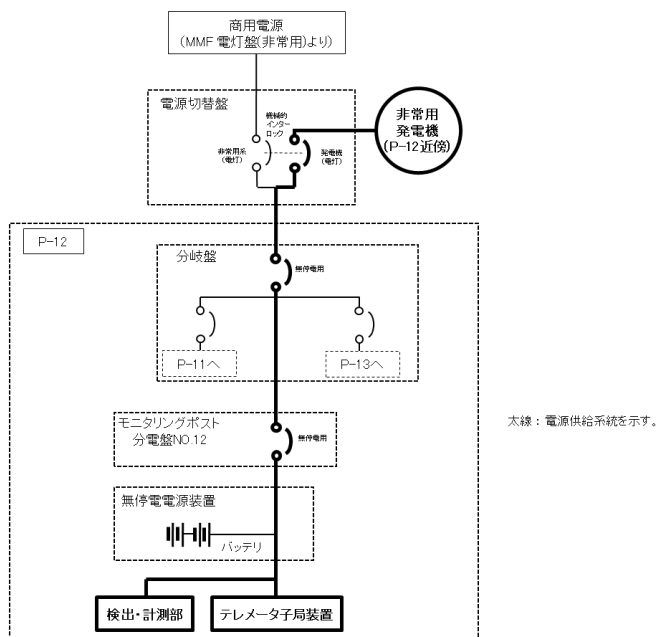 商用電源
(MMF 電灯盤(非常用)より)
電源切替盤
機械的
インター
ロック
非常用
発電機
(P-12近傍)
非常用系
(電灯)
発電機
(電灯)
P-12
分岐盤
無停電用
P-11へ
P-13へ
太線：電源供給系統を示す。
モニタリングポスト
分電盤NO.12
無停電用
無停電電源装置
バッテリ
検出・計測部
テレメータ子局装置